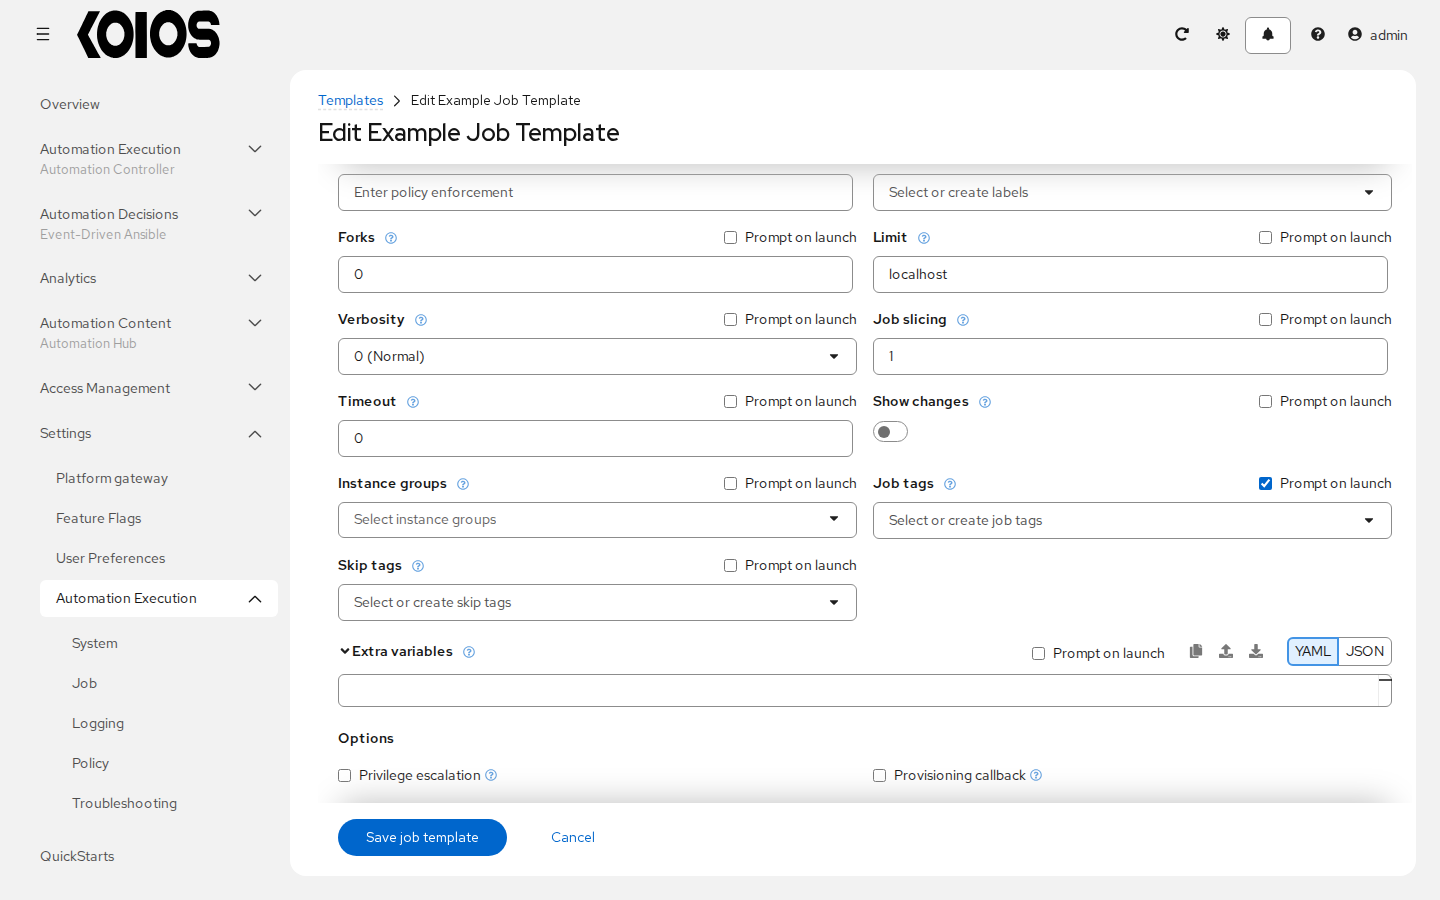 KOIOS
admin
Overview
Automation Execution
Automation Controller
Automation Decisions
Event-Driven Ansible
Analytics
Automation Content
Automation Hub
Access Management
Settings
Platform gateway
Feature Flags
User Preferences
Automation Execution
System
Job
Logging
Policy
Troubleshooting
QuickStarts
Templates > Edit Example Job Template
Edit Example Job Template
Enter policy enforcement
Select or create labels
Forks Prompt on launch
0
Limit Prompt on launch
localhost
Verbosity Prompt on launch
0 (Normal)
Job slicing Prompt on launch
1
Timeout Prompt on launch
0
Show changes Prompt on launch
Instance groups Prompt on launch
Select instance groups
Job tags Prompt on launch
Select or create job tags
Skip tags Prompt on launch
Select or create skip tags
Extra variables Prompt on launch YAML JSON
Options
Privilege escalation
Provisioning callback
Save job template Cancel